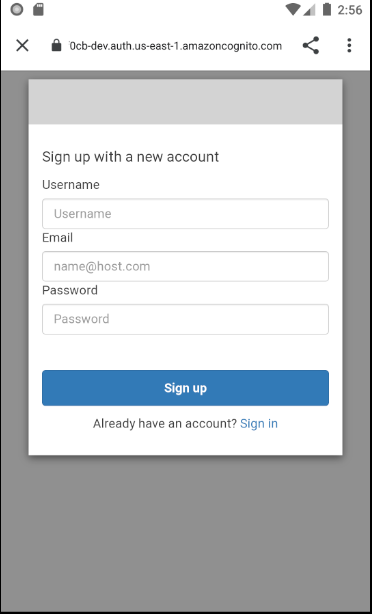 2:56
0cb-dev.auth.us-east-1.amazoncognito.com
Sign up with a new account
Username
Username
Email
name@host.com
Password
Password
Sign up
Already have an account? Sign in